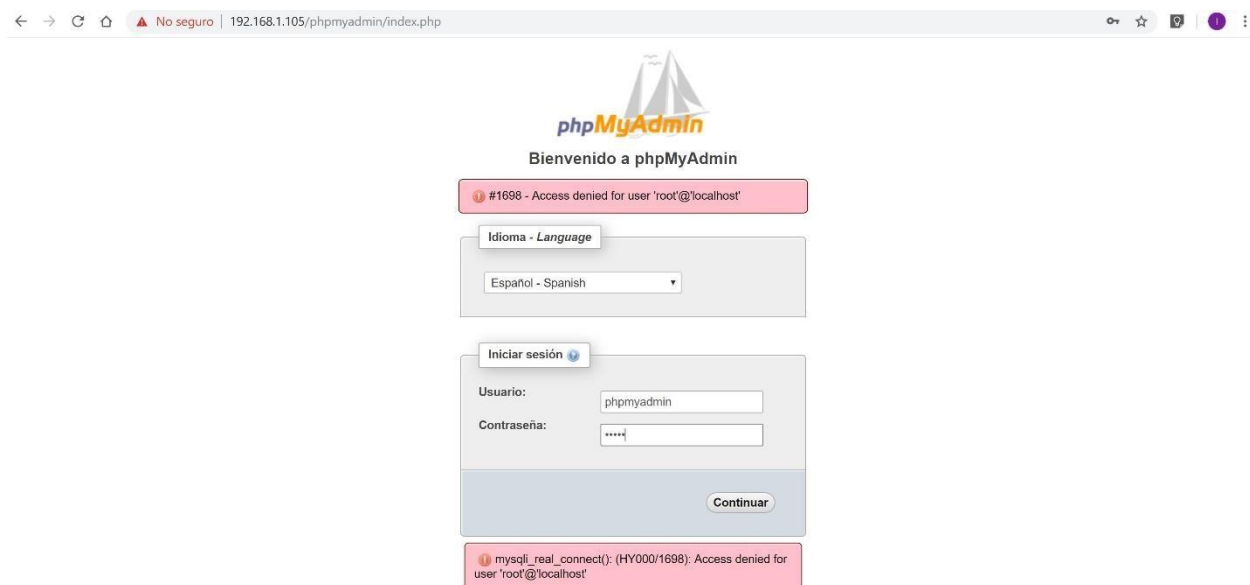 No seguro | 192.168.1.105/phpmyadmin/index.php
I
phpMyAdmin
Bienvenido a phpMyAdmin
#1698 - Access denied for user 'root'@'localhost'
Idioma - Language
Español - Spanish
Iniciar sesión
Usuario:
phpmyadmin
Contraseña:
•••••
Continuar
mysqli_real_connect(): (HY000/1698): Access denied for
user 'root'@'localhost'